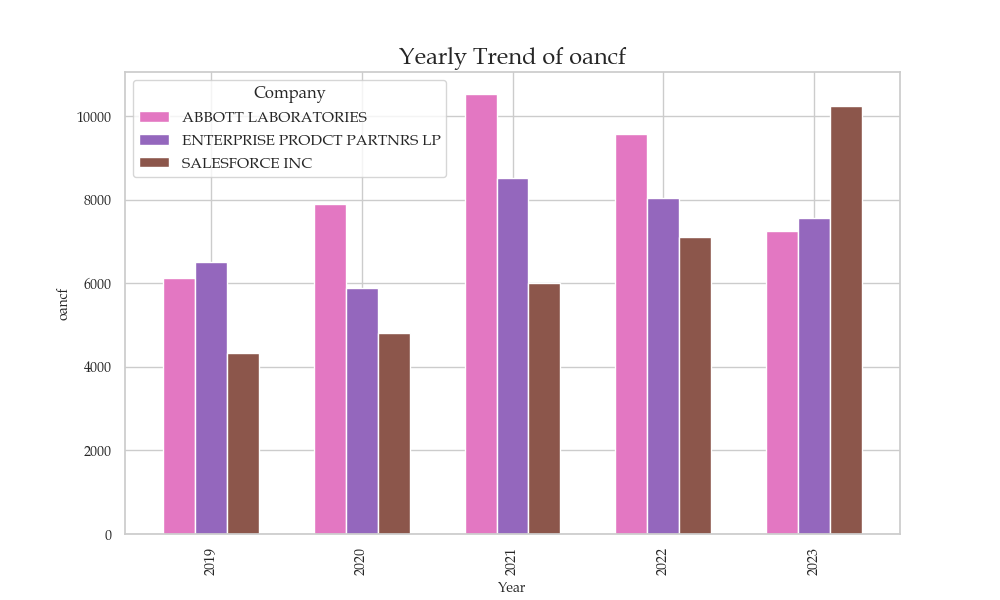 Yearly Trend of oancf
Company
ABBOTT LABORATORIES
ENTERPRISE PRODCT PARTNRS LP
SALESFORCE INC
10000
8000
6000
4000
2000
0
oancf
2019
2020
2021
2022
2023
Year